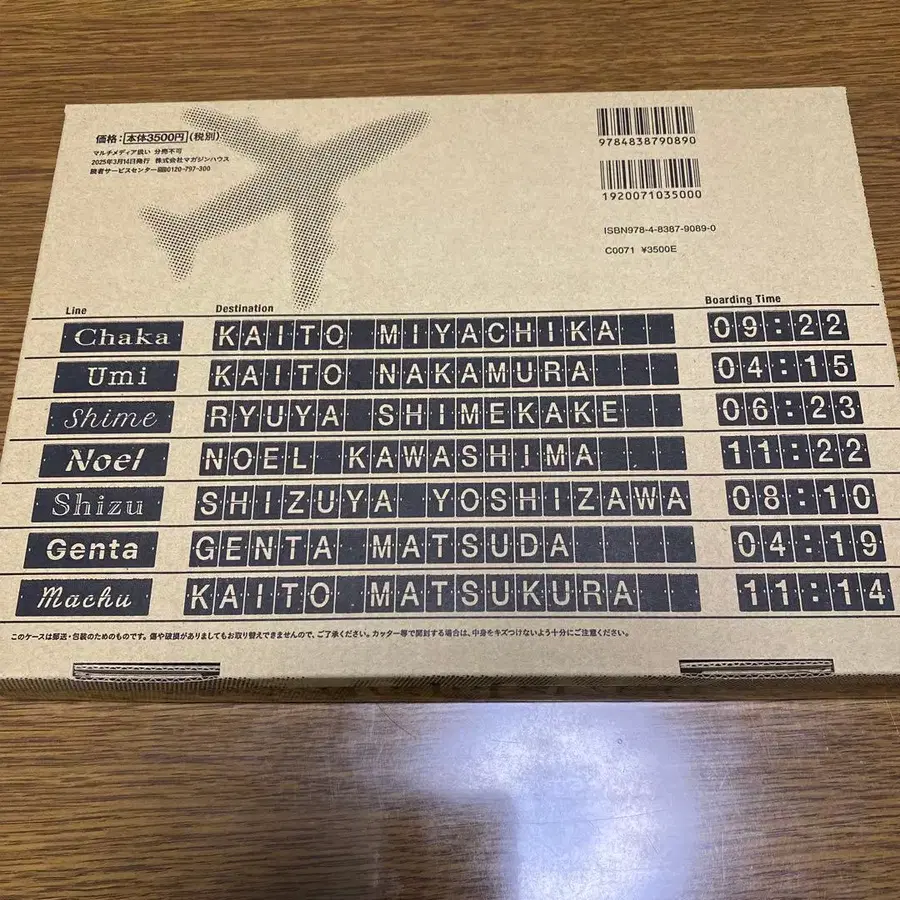 価格：本体3500円(税別)
マルチメディア扱い 分売不可
2025年3月14日発行 株式会社マガジンハウス
読者サービスセンター 0120-797-300
9784838790890
1920071035000
ISBN978-4-8387-9089-0
C0071 ¥3500E
Line Destination Boarding Time
Chaka KAITO MIYACHIKA 09:22
Umi KAITO NAKAMURA 04:15
Shime RYUYA SHIMEKAKE 06:23
Noel NOEL KAWASHIMA 11:22
Shizu SHIZUYA YOSHIZAWA 08:10
Genta GENTA MATSUDA 04:19
Machu KAITO MATSUKURA 11:14
このケースは郵送・包装のためのものです。傷や破損がありましてもお取り替えできませんので、ご了承ください。カッター等で開封する場合は、中身をキズつけないよう十分にご注意ください。